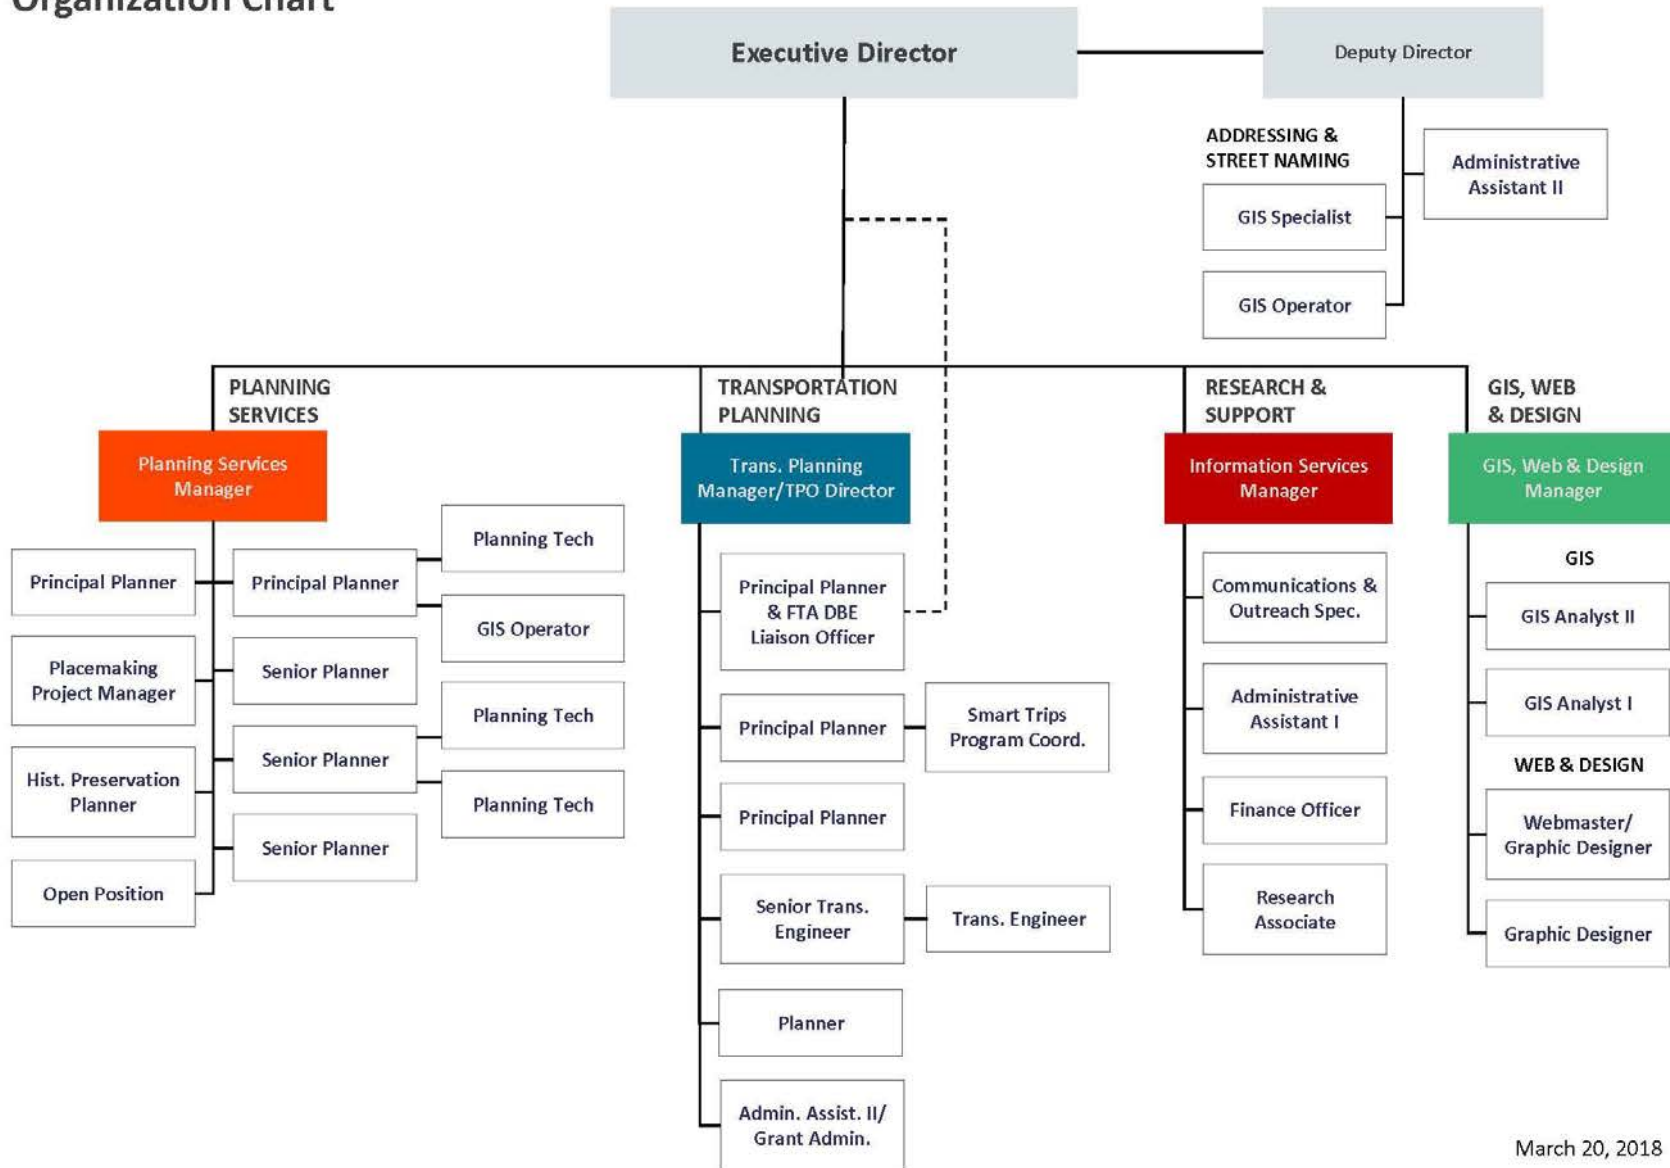 Organization Chart
Executive Director
Deputy Director
ADDRESSING &
STREET NAMING
Administrative
Assistant II
GIS Specialist
GIS Operator
PLANNING
SERVICES
Planning Services
Manager
Principal Planner
Placemaking
Project Manager
Hist. Preservation
Planner
Open Position
Principal Planner
Senior Planner
Senior Planner
Senior Planner
Planning Tech
GIS Operator
Planning Tech
Planning Tech
TRANSPORTATION
PLANNING
Trans. Planning
Manager/TPO Director
Principal Planner
& FTA DBE
Liaison Officer
Principal Planner
Smart Trips
Program Coord.
Principal Planner
Senior Trans.
Engineer
Trans. Engineer
Planner
Admin. Assist. II/
Grant Admin.
RESEARCH &
SUPPORT
Information Services
Manager
Communications &
Outreach Spec.
Administrative
Assistant I
Finance Officer
Research
Associate
GIS, WEB
& DESIGN
GIS, Web & Design
Manager
GIS
GIS Analyst II
GIS Analyst I
WEB & DESIGN
Webmaster/
Graphic Designer
Graphic Designer
March 20, 2018